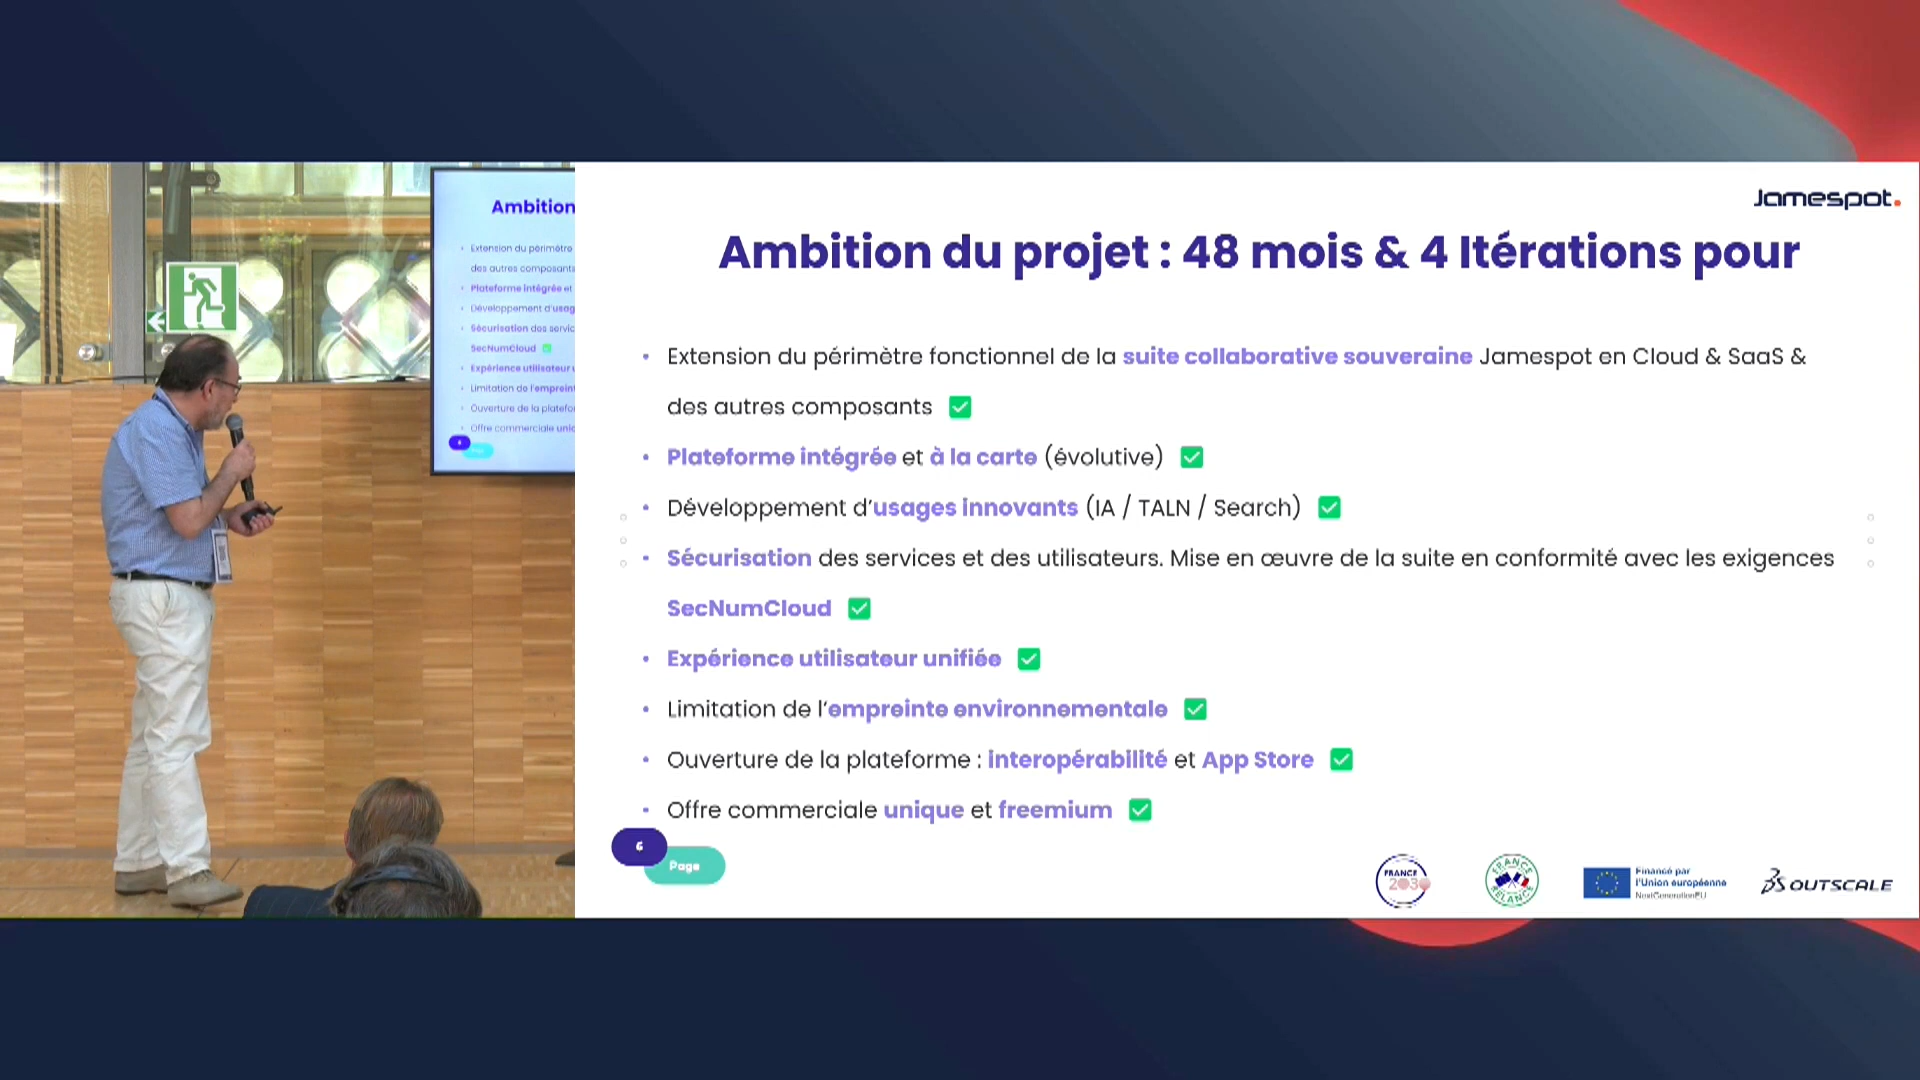 Jamespot.
Ambition du projet : 48 mois & 4 Itérations pour
• Extension du périmètre fonctionnel de la suite collaborative souveraine Jamespot en Cloud & SaaS &
des autres composants ✅
• Plateforme intégrée et à la carte (évolutive) ✅
• Développement d'usages innovants (IA / TALN / Search) ✅
• Sécurisation des services et des utilisateurs. Mise en œuvre de la suite en conformité avec les exigences
SecNumCloud ✅
• Expérience utilisateur unifiée ✅
• Limitation de l'empreinte environnementale ✅
• Ouverture de la plateforme : interopérabilité et App Store ✅
• Offre commerciale unique et freemium ✅
6
Page
FRANCE
2030
FRANCE
RELANCE
Financé par
l'Union européenne
NextGenerationEU
OUTSCALE
Ambition
• Extension du périmètre
des autres composants
• Plateforme intégrée et
• Développement d'usag
• Sécurisation des servic
SecNumCloud
• Expérience utilisateur
• Limitation de l'empreint
• Ouverture de la platefo
• Offre commerciale uniq